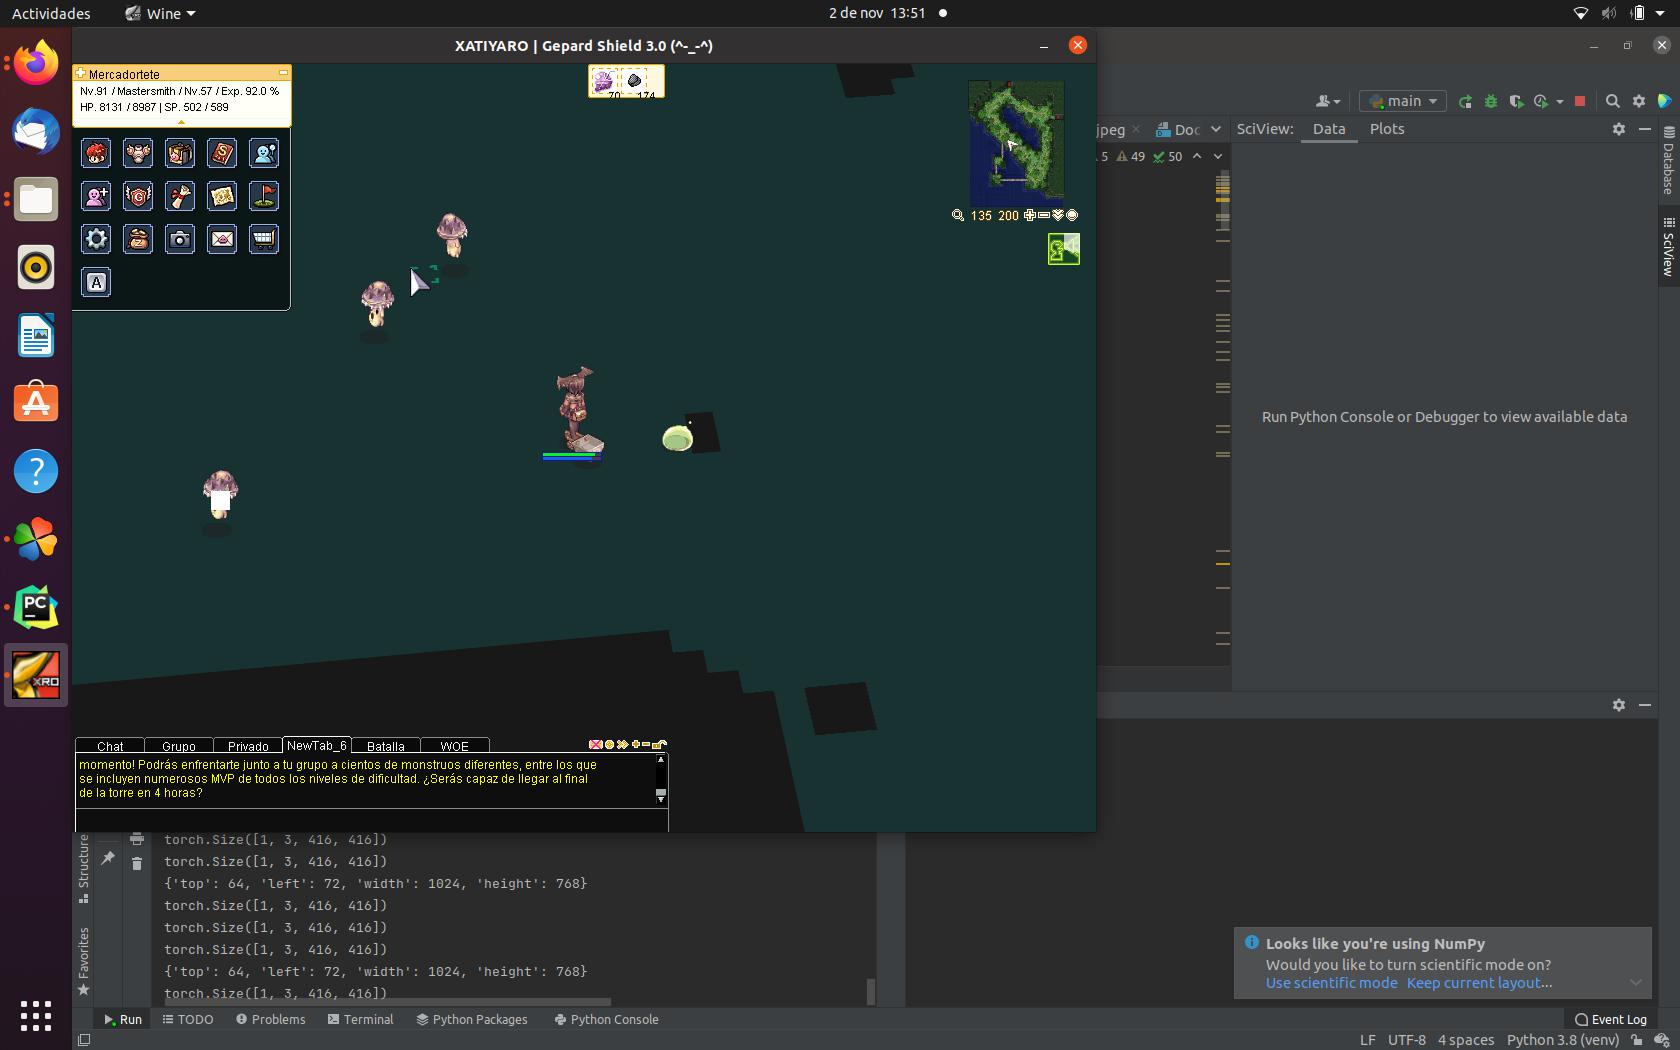 Actividades
Wine
2 de nov 13:51
XATIYARO | Gepard Shield 3.0 (^-_-^)
Mercadortete
Nv.91 / Mastersmith / Nv.57 / Exp. 92.0 %
HP. 8131 / 8987 | SP. 502 / 589
70 174
135 200
A
main
jpeg
Doc
SciView:
Data
Plots
5
49
50
Database
SciView
Run Python Console or Debugger to view available data
PC
XRO
Chat
Grupo
Privado
NewTab_6
Batalla
WOE
momento! Podrás enfrentarte junto a tu grupo a cientos de monstruos diferentes, entre los que
se incluyen numerosos MVP de todos los niveles de dificultad. ¿Serás capaz de llegar al final
de la torre en 4 horas?
torch.Size([1, 3, 416, 416])
torch.Size([1, 3, 416, 416])
{'top': 64, 'left': 72, 'width': 1024, 'height': 768}
torch.Size([1, 3, 416, 416])
torch.Size([1, 3, 416, 416])
torch.Size([1, 3, 416, 416])
{'top': 64, 'left': 72, 'width': 1024, 'height': 768}
torch.Size([1, 3, 416, 416])
Structure
Favorites
Looks like you're using NumPy
Would you like to turn scientific mode on?
Use scientific mode Keep current layout...
Run
TODO
Problems
Terminal
Python Packages
Python Console
Event Log
LF UTF-8 4 spaces Python 3.8 (venv)